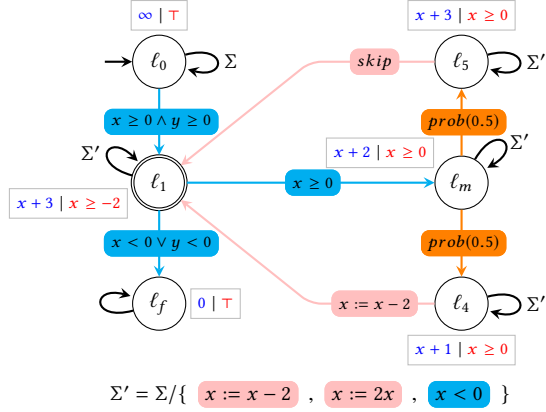 ∞ | ⊤
x + 3 | x ≥ 0
ℓ₀
Σ
skip
ℓ₅
Σ′
x ≥ 0 ∧ y ≥ 0
prob(0.5)
Σ′
Σ′
x + 2 | x ≥ 0
ℓ₁
x ≥ 0
ℓₘ
x + 3 | x ≥ −2
x < 0 ∨ y < 0
prob(0.5)
ℓ_f
0 | ⊤
x := x − 2
ℓ₄
Σ′
x + 1 | x ≥ 0
Σ′ = Σ/{ x := x − 2 , x := 2x , x < 0 }